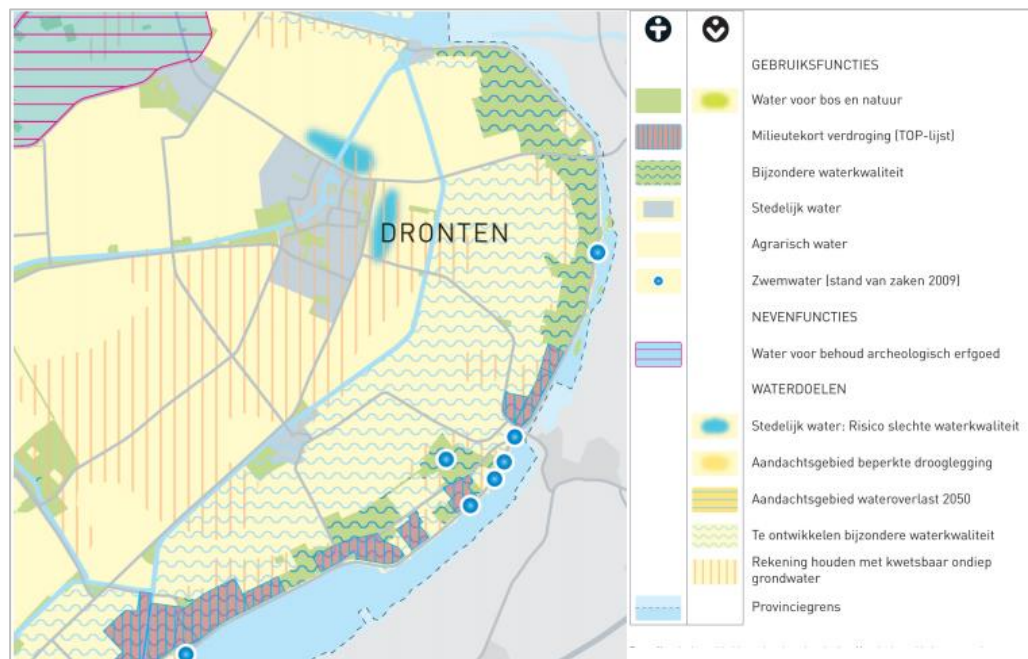 DRONTEN
GEBRUIKSFUNCTIES
Water voor bos en natuur
Milieutekort verdroging (TOP-lijst)
Bijzondere waterkwaliteit
Stedelijk water
Agrarisch water
Zwemwater (stand van zaken 2009)
NEVENFUNCTIES
Water voor behoud archeologisch erfgoed
WATERDOELEN
Stedelijk water: Risico slechte waterkwaliteit
Aandachtsgebied beperkte drooglegging
Aandachtsgebied wateroverlast 2050
Te ontwikkelen bijzondere waterkwaliteit
Rekening houden met kwetsbaar ondiep
grondwater
Provinciegrens